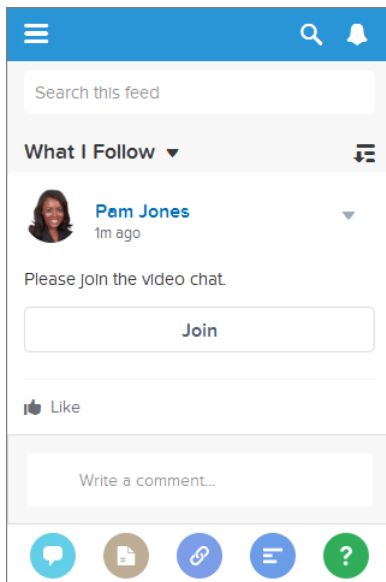 Search this feed
What I Follow
Pam Jones
1m ago
Please join the video chat.
Join
Like
Write a comment...
?